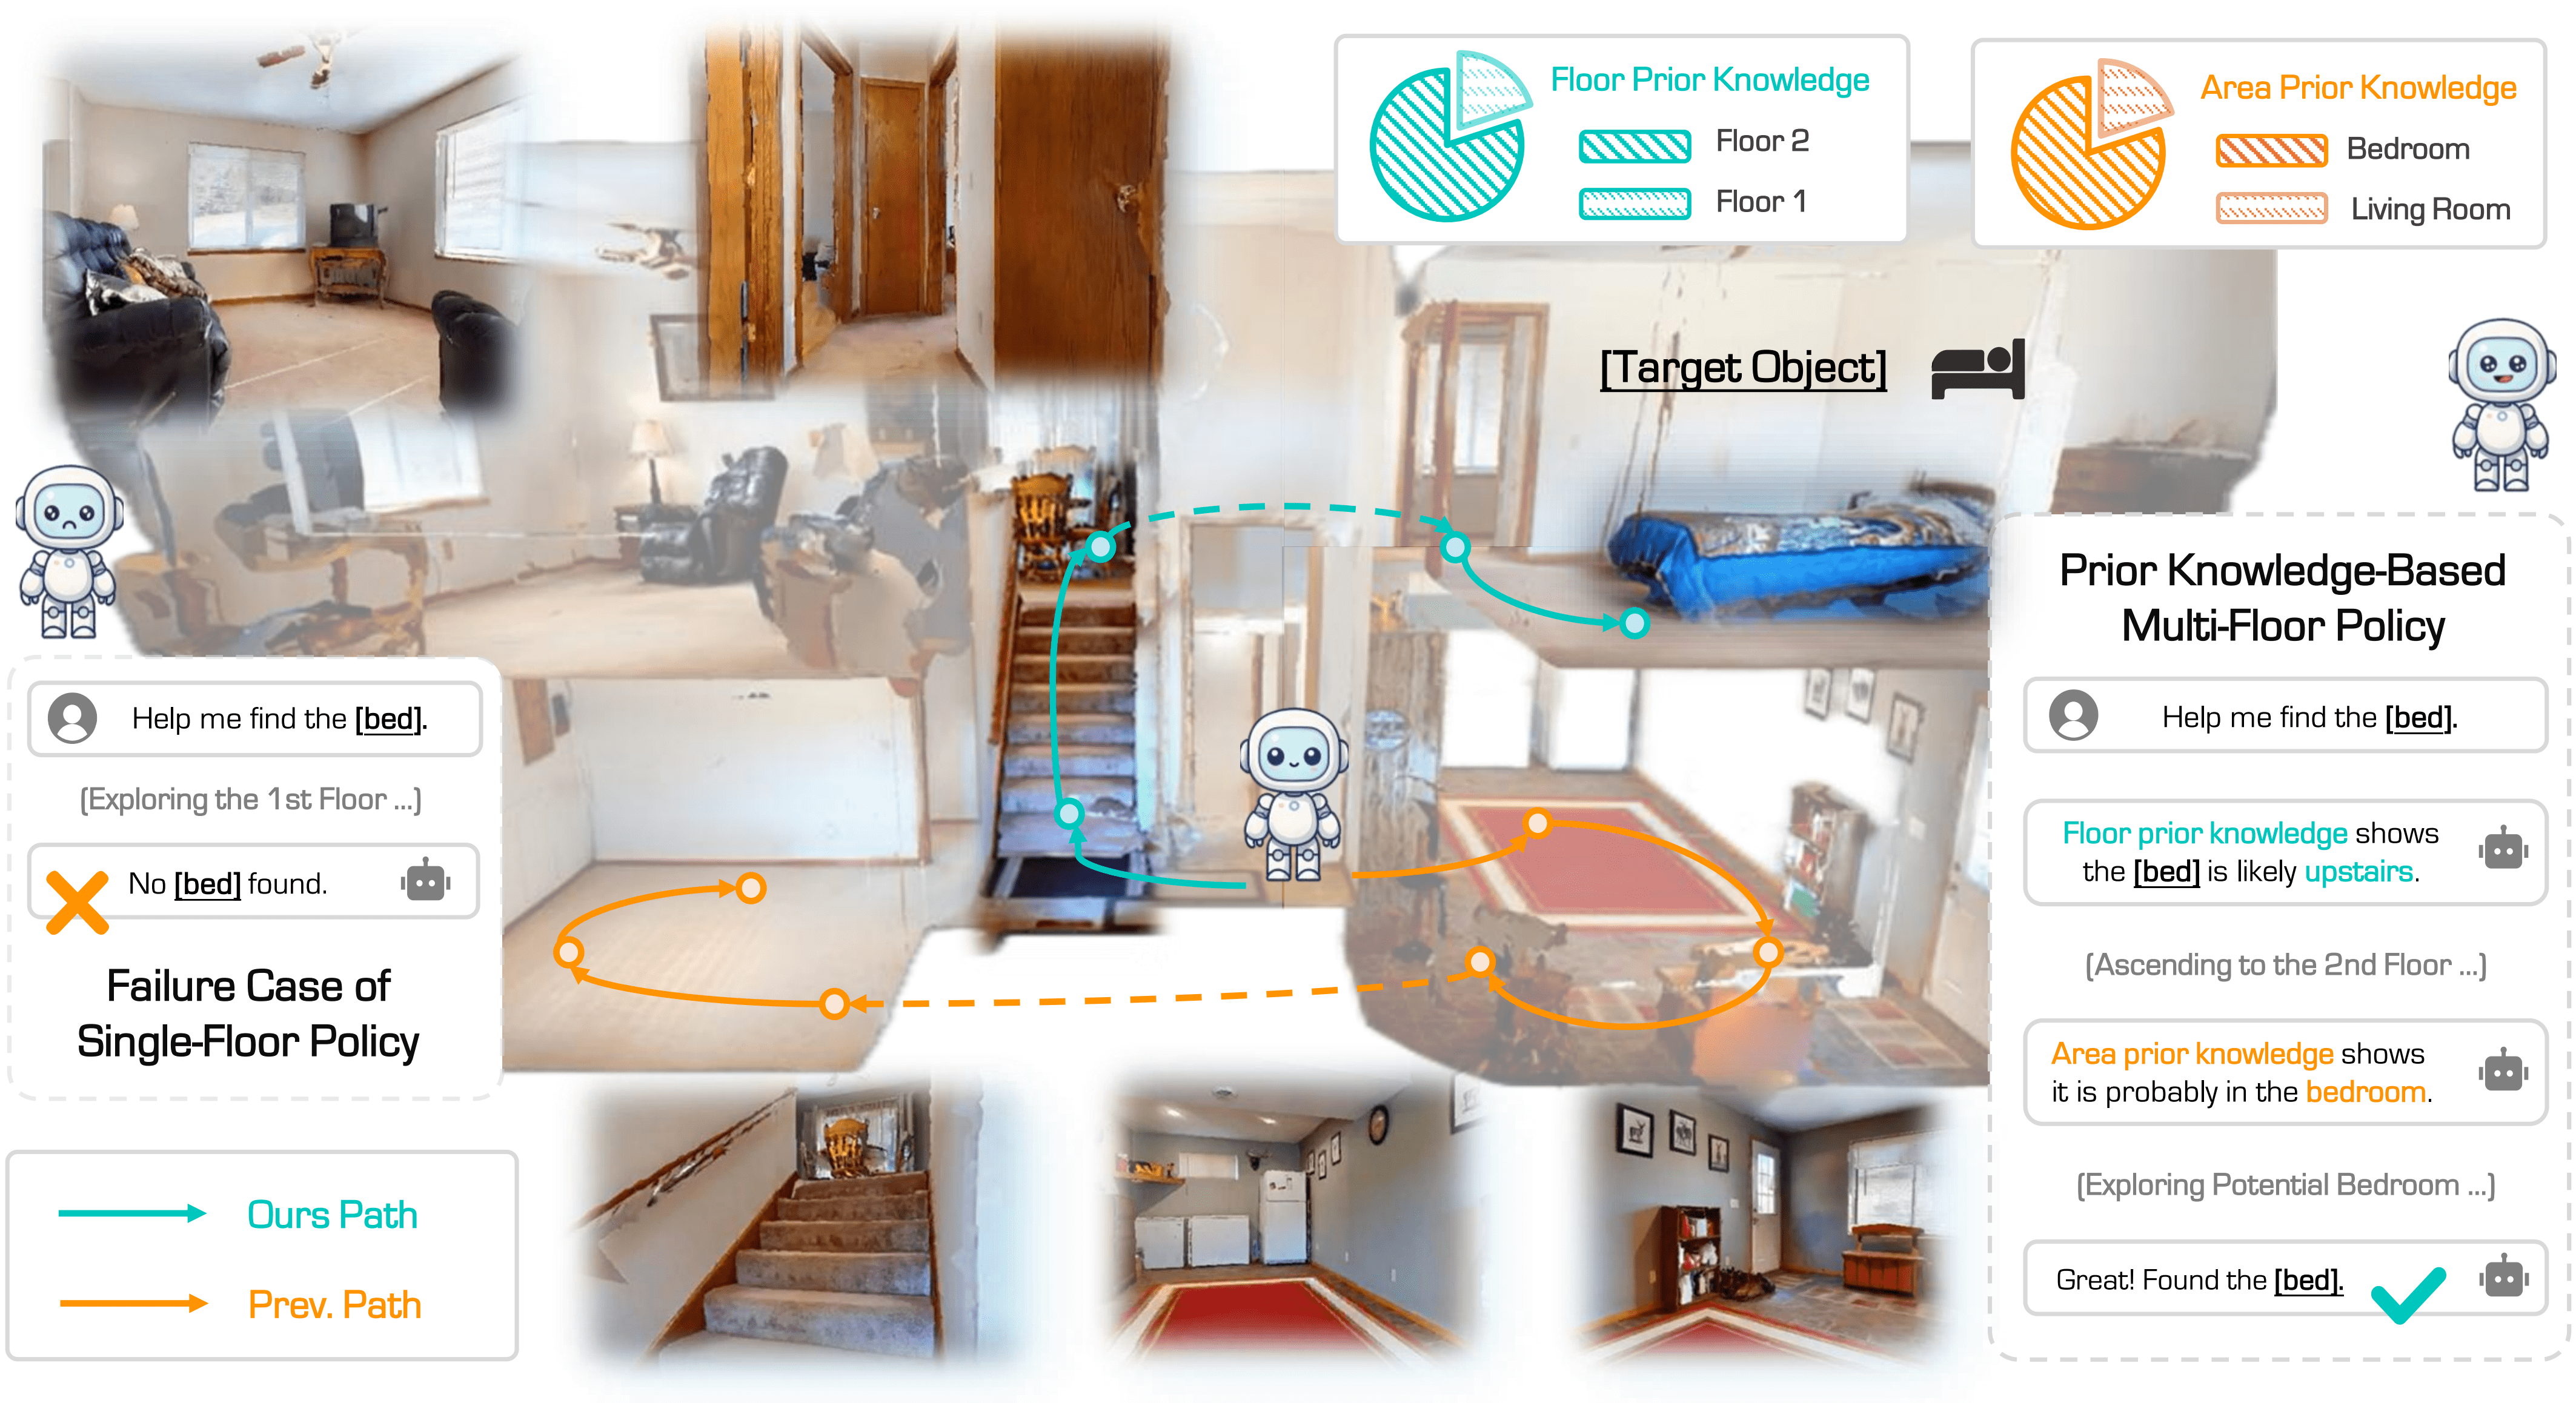 Floor Prior Knowledge
Floor 2
Floor 1
Area Prior Knowledge
Bedroom
Living Room
[Target Object]
Help me find the [bed].
(Exploring the 1st Floor ...)
No [bed] found.
Failure Case of
Single-Floor Policy
Ours Path
Prev. Path
Prior Knowledge-Based
Multi-Floor Policy
Help me find the [bed].
Floor prior knowledge shows
the [bed] is likely upstairs.
(Ascending to the 2nd Floor ...)
Area prior knowledge shows
it is probably in the bedroom.
(Exploring Potential Bedroom ...)
Great! Found the [bed].